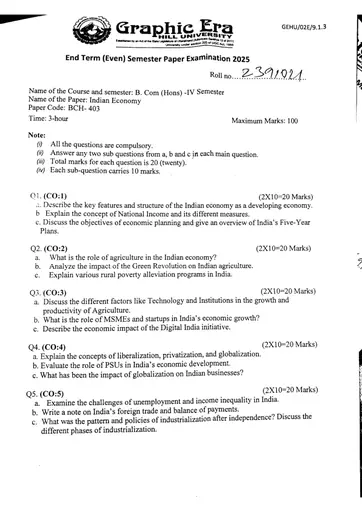 GEHU/02E/9.1.3
Graphic Era
HILL UNIVERSITY
End Term (Even) Semester Paper Examination 2025
Roll no. 2391021
Name of the Course and semester: B. Com (Hons) -IV Semester
Name of the Paper: Indian Economy
Paper Code: BCH- 403
Time: 3-hour Maximum Marks: 100
Note:
(i) All the questions are compulsory.
(ii) Answer any two sub questions from a, b and c in each main question.
(iii) Total marks for each question is 20 (twenty).
(iv) Each sub-question carries 10 marks.
Q1. (CO:1) (2X10=20 Marks)
Describe the key features and structure of the Indian economy as a developing economy.
b Explain the concept of National Income and its different measures.
c. Discuss the objectives of economic planning and give an overview of India's Five-Year
Plans.
Q2. (CO:2) (2X10=20 Marks)
a. What is the role of agriculture in the Indian economy?
b. Analyze the impact of the Green Revolution on Indian agriculture.
c. Explain various rural poverty alleviation programs in India.
Q3. (CO:3) (2X10=20 Marks)
a. Discuss the different factors like Technology and Institutions in the growth and
productivity of Agriculture.
b. What is the role of MSMEs and startups in India's economic growth?
c. Describe the economic impact of the Digital India initiative.
Q4. (CO:4) (2X10=20 Marks)
a. Explain the concepts of liberalization, privatization, and globalization.
b. Evaluate the role of PSUs in India's economic development.
c. What has been the impact of globalization on Indian businesses?
Q5. (CO:5) (2X10=20 Marks)
a. Examine the challenges of unemployment and income inequality in India.
b. Write a note on India's foreign trade and balance of payments.
c. What was the pattern and policies of industrialization after independence? Discuss the
different phases of industrialization.